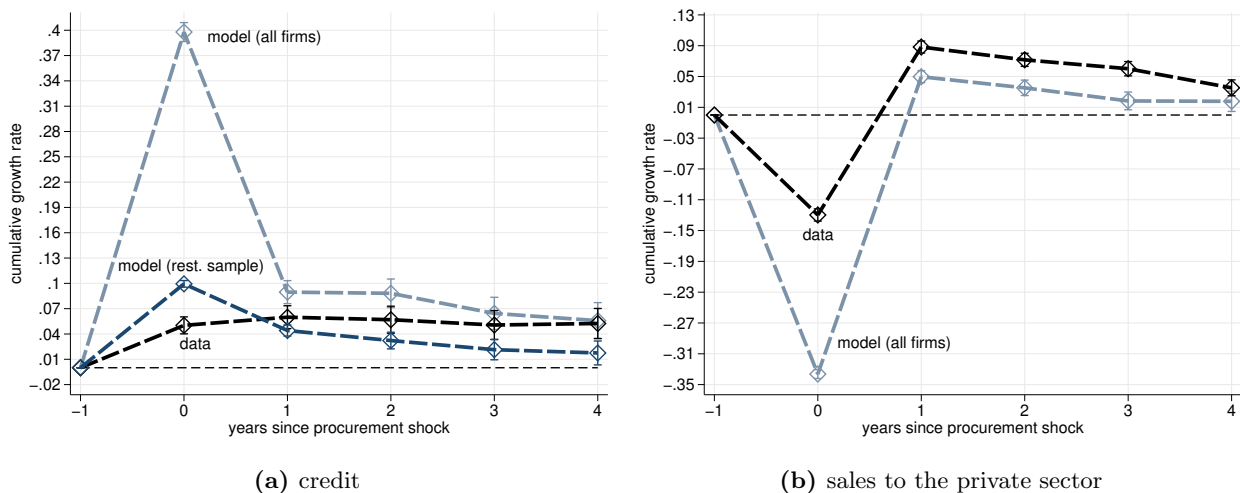 cumulative growth rate
.4
.37
.34
.31
.28
.25
.22
.19
.16
.13
.1
.07
.04
.01
−.02
model (all firms)
model (rest. sample)
data
−1 0 1 2 3 4
years since procurement shock
(a) credit
cumulative growth rate
.13
.09
.05
.01
−.03
−.07
−.11
−.15
−.19
−.23
−.27
−.31
−.35
data
model (all firms)
−1 0 1 2 3 4
years since procurement shock
(b) sales to the private sector